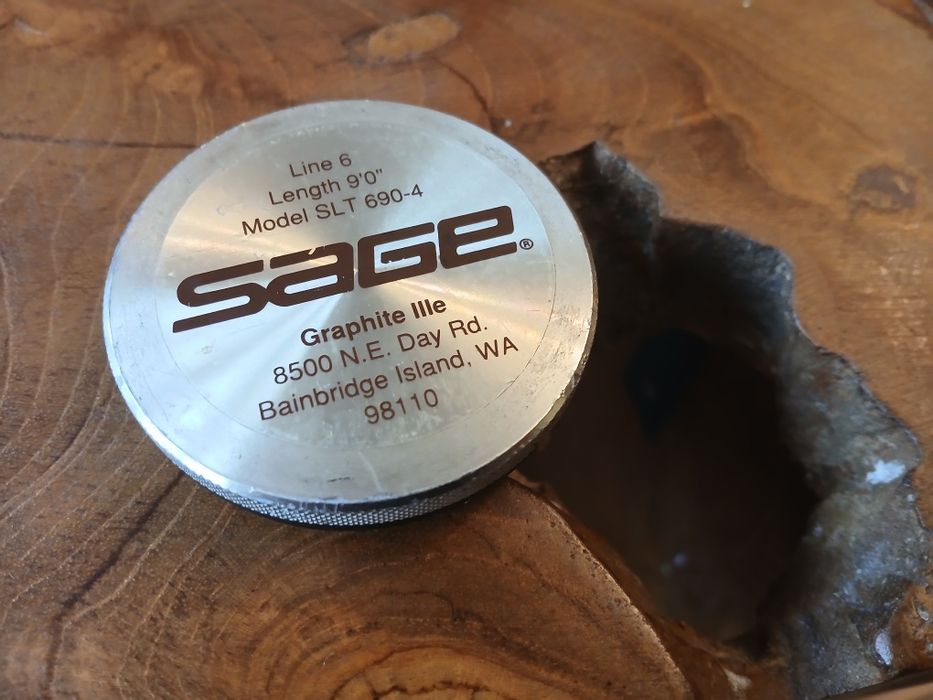 Line 6
Length 9'0"
Model SLT 690-4
SAGE®
Graphite IIIe
8500 N.E. Day Rd.
Bainbridge Island, WA
98110